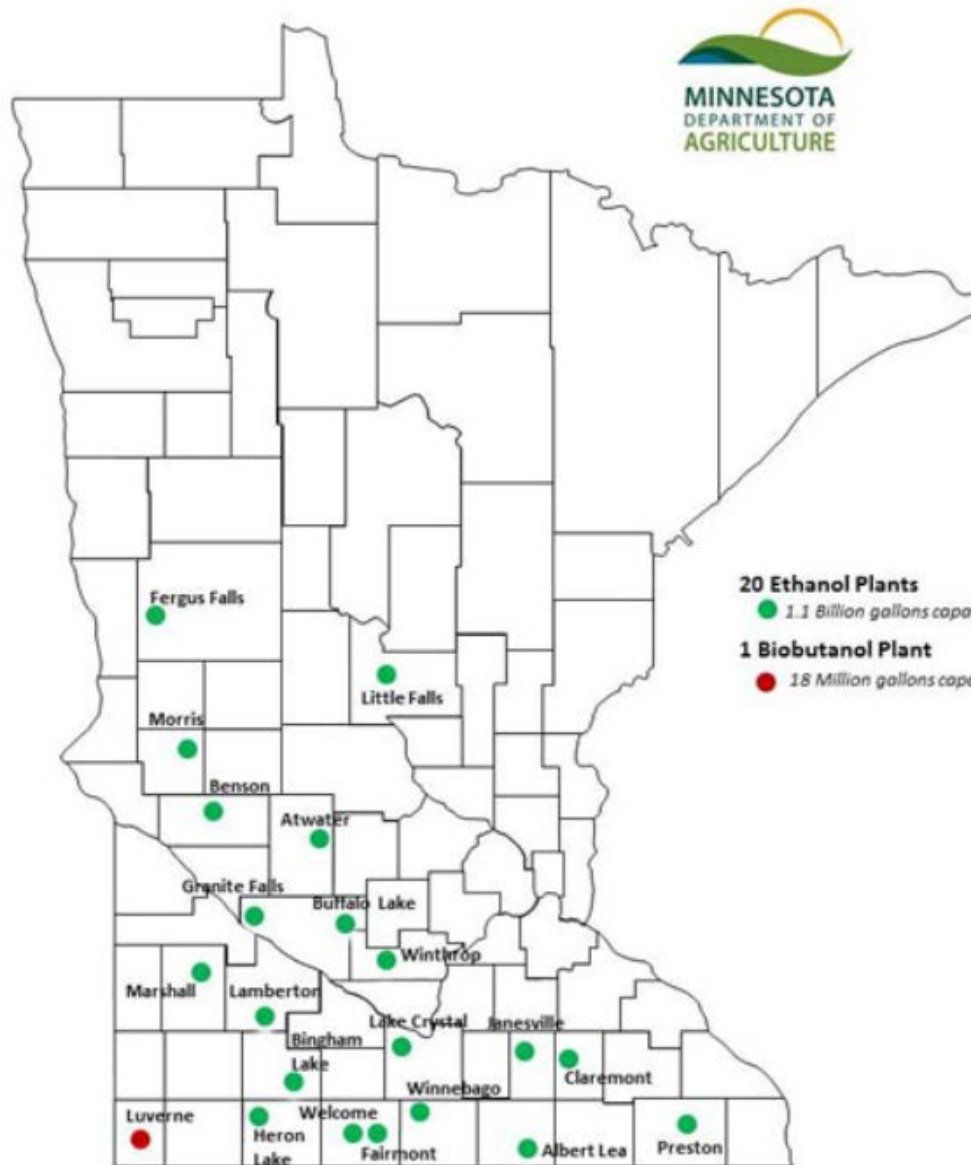 MINNESOTA
DEPARTMENT OF
AGRICULTURE
20 Ethanol Plants
1.1 Billion gallons capa
1 Biobutanol Plant
18 Million gallons capa
Fergus Falls
Little Falls
Morris
Benson
Atwater
Granite Falls
Buffalo Lake
Winthrop
Marshall
Lamberton
Lake Crystal
Janesville
Bingham
Lake
Claremont
Winnebago
Luverne
Welcome
Heron
Lake
Fairmont
Albert Lea
Preston